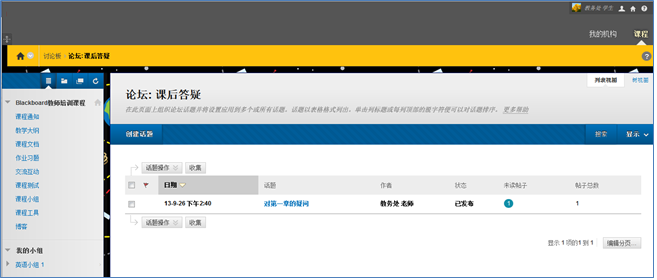 教务处 学生
我的机构 课程
讨论板 论坛: 课后答疑
列表视图 树视图
Blackboard教师培训课程
课程通知
教学大纲
课程文档
作业习题
交流互动
课程测试
课程小组
课程工具
博客
我的小组
英语小组 1
论坛: 课后答疑
在此页面上组织论坛话题并将设置应用到多个或所有话题。话题以表格格式列出。单击列标题或每列顶部的脱字符便可以对话题排序。 更多帮助
创建话题 搜索 显示
话题操作 收集
日期 话题 作者 状态 未读帖子 帖子总数
13-9-26 下午2:40 对第一章的疑问 教务处 老师 已发布 1 1
话题操作 收集
显示 1 项的1 到 1 编辑分页...